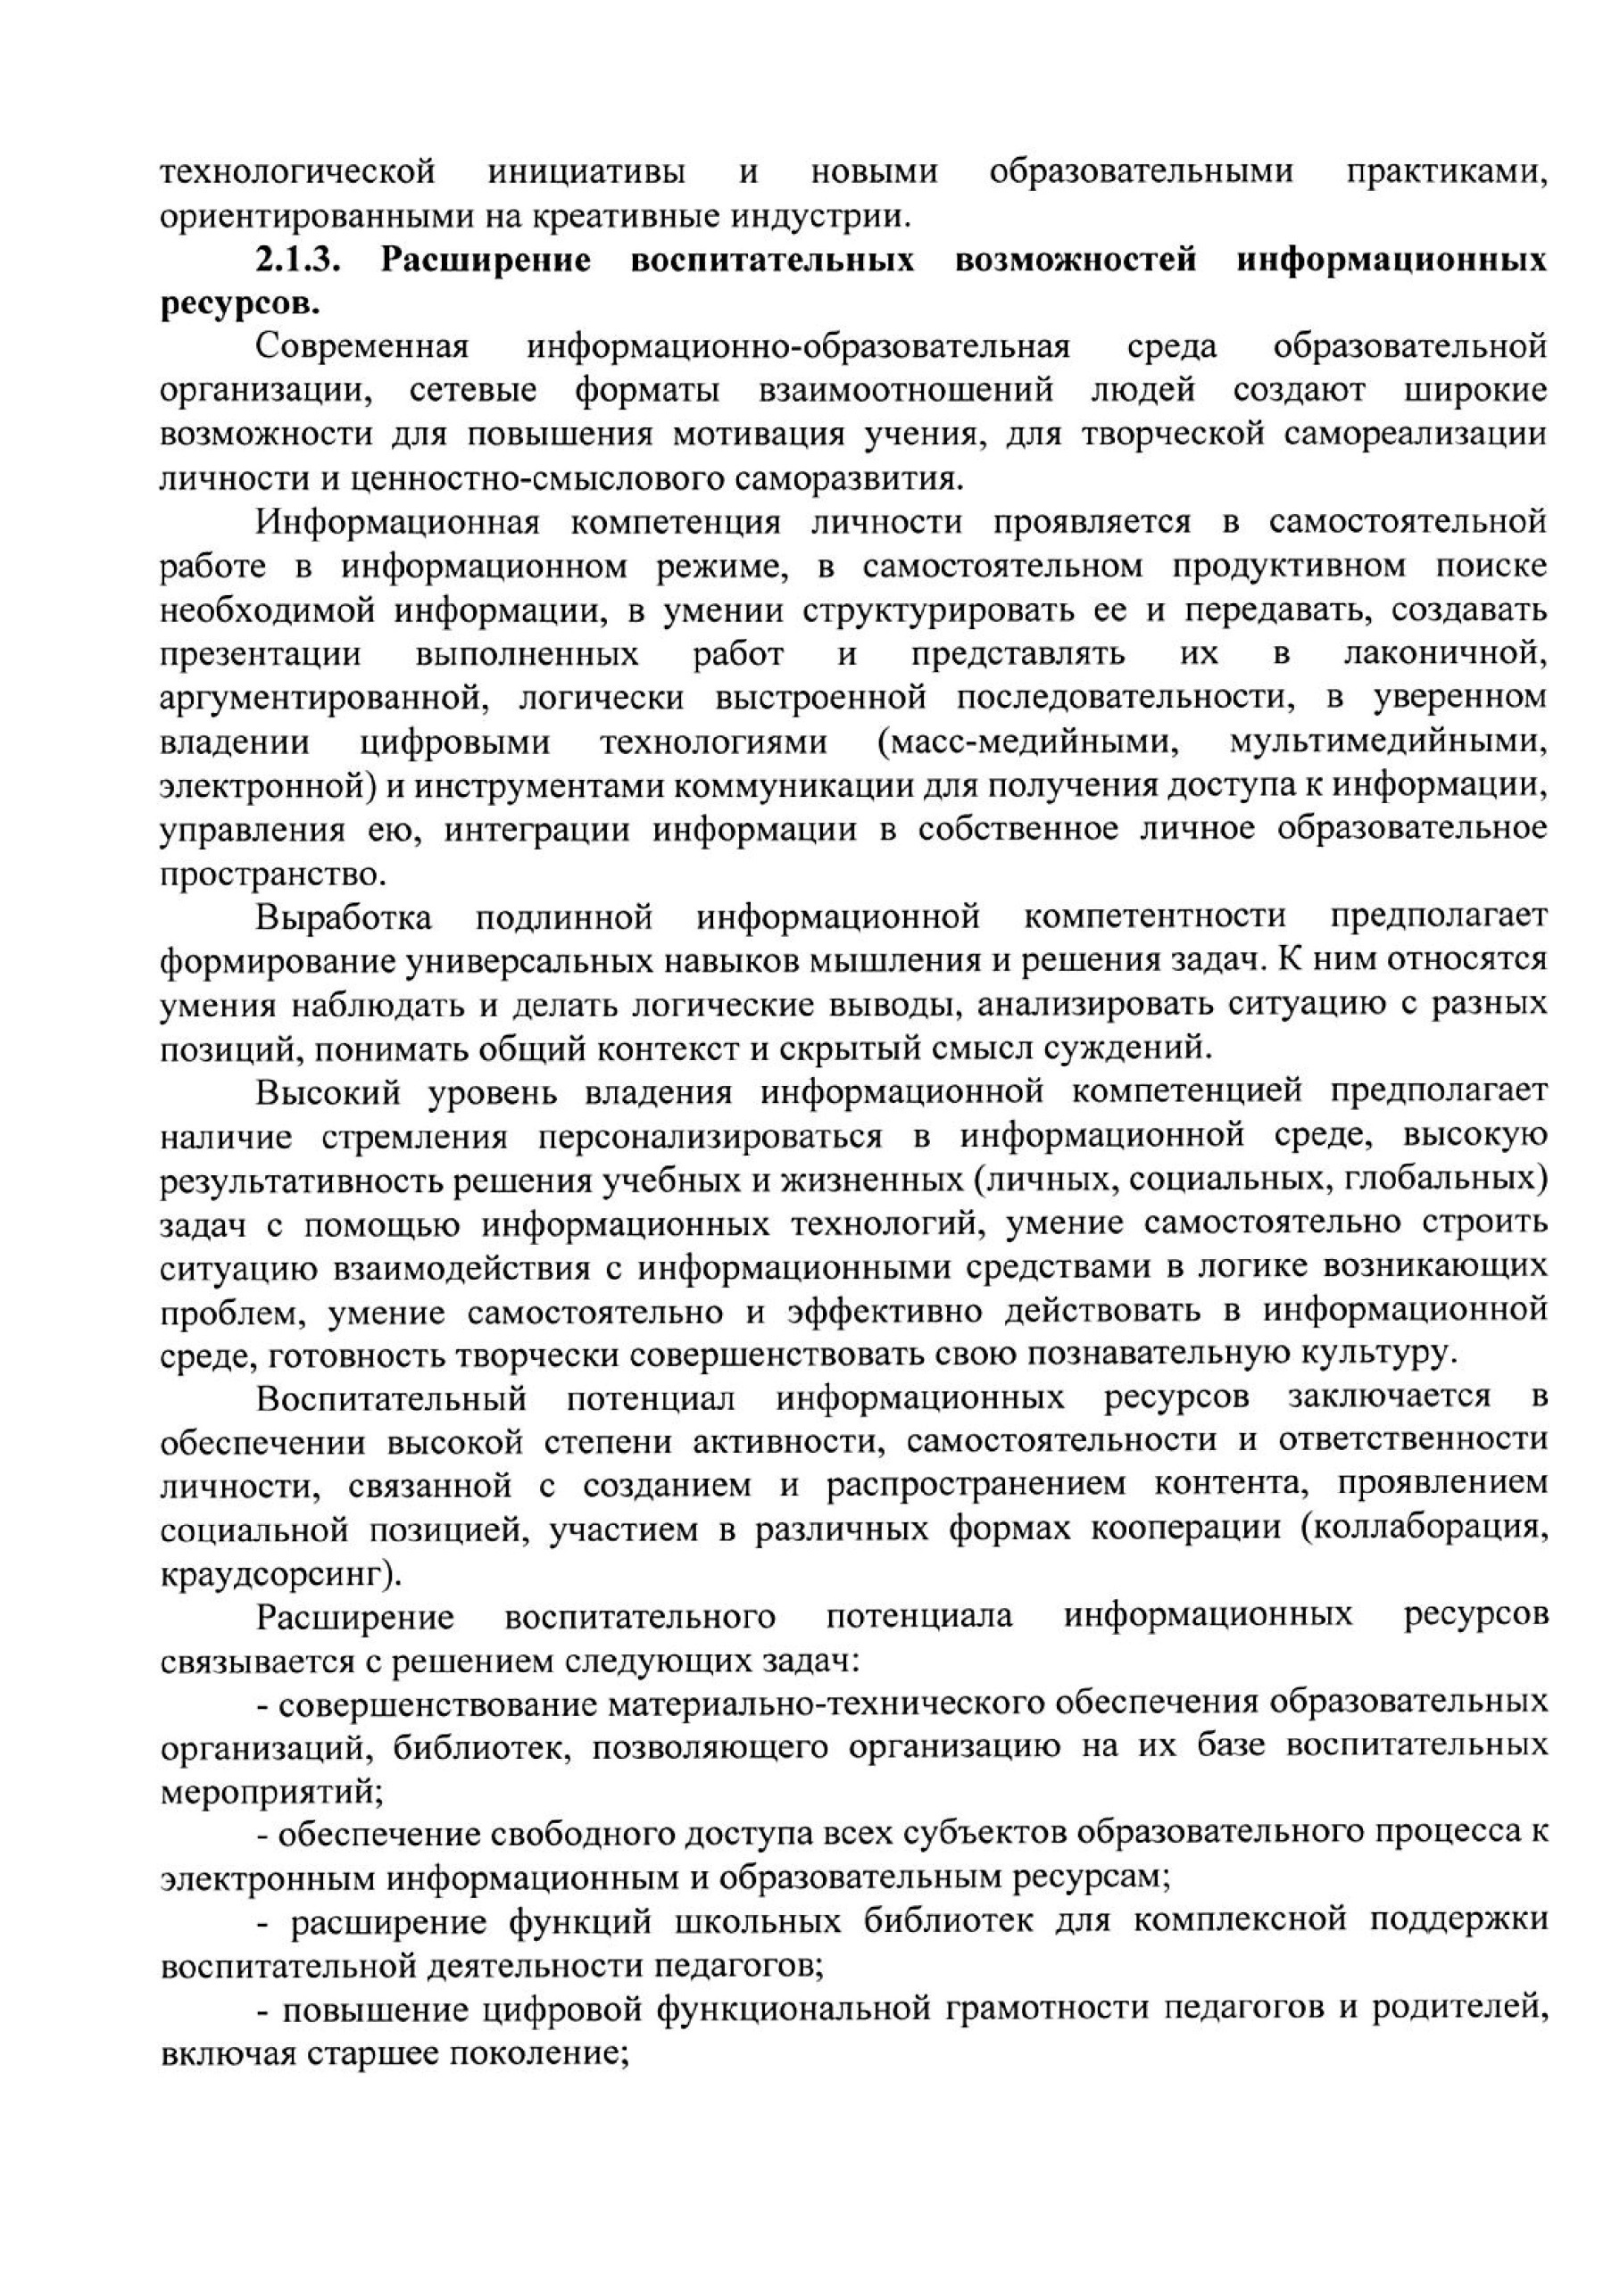 технологической инициативы и новыми образовательными практиками,
ориентированными на креативные индустрии.
2.1.3. Расширение воспитательных возможностей информационных
ресурсов.
Современная информационно-образовательная среда образовательной
организации, сетевые форматы взаимоотношений людей создают широкие
возможности для повышения мотивация учения, для творческой самореализации
личности и ценностно-смыслового саморазвития.
Информационная компетенция личности проявляется в самостоятельной
работе в информационном режиме, в самостоятельном продуктивном поиске
необходимой информации, в умении структурировать ее и передавать, создавать
презентации выполненных работ и представлять их в лаконичной,
аргументированной, логически выстроенной последовательности, в уверенном
владении цифровыми технологиями (масс-медийными, мультимедийными,
электронной) и инструментами коммуникации для получения доступа к информации,
управления ею, интеграции информации в собственное личное образовательное
пространство.
Выработка подлинной информационной компетентности предполагает
формирование универсальных навыков мышления и решения задач. К ним относятся
умения наблюдать и делать логические выводы, анализировать ситуацию с разных
позиций, понимать общий контекст и скрытый смысл суждений.
Высокий уровень владения информационной компетенцией предполагает
наличие стремления персонализироваться в информационной среде, высокую
результативность решения учебных и жизненных (личных, социальных, глобальных)
задач с помощью информационных технологий, умение самостоятельно строить
ситуацию взаимодействия с информационными средствами в логике возникающих
проблем, умение самостоятельно и эффективно действовать в информационной
среде, готовность творчески совершенствовать свою познавательную культуру.
Воспитательный потенциал информационных ресурсов заключается в
обеспечении высокой степени активности, самостоятельности и ответственности
личности, связанной с созданием и распространением контента, проявлением
социальной позицией, участием в различных формах кооперации (коллаборация,
краудсорсинг).
Расширение воспитательного потенциала информационных ресурсов
связывается с решением следующих задач:
- совершенствование материально-технического обеспечения образовательных
организаций, библиотек, позволяющего организацию на их базе воспитательных
мероприятий;
- обеспечение свободного доступа всех субъектов образовательного процесса к
электронным информационным и образовательным ресурсам;
- расширение функций школьных библиотек для комплексной поддержки
воспитательной деятельности педагогов;
- повышение цифровой функциональной грамотности педагогов и родителей,
включая старшее поколение;